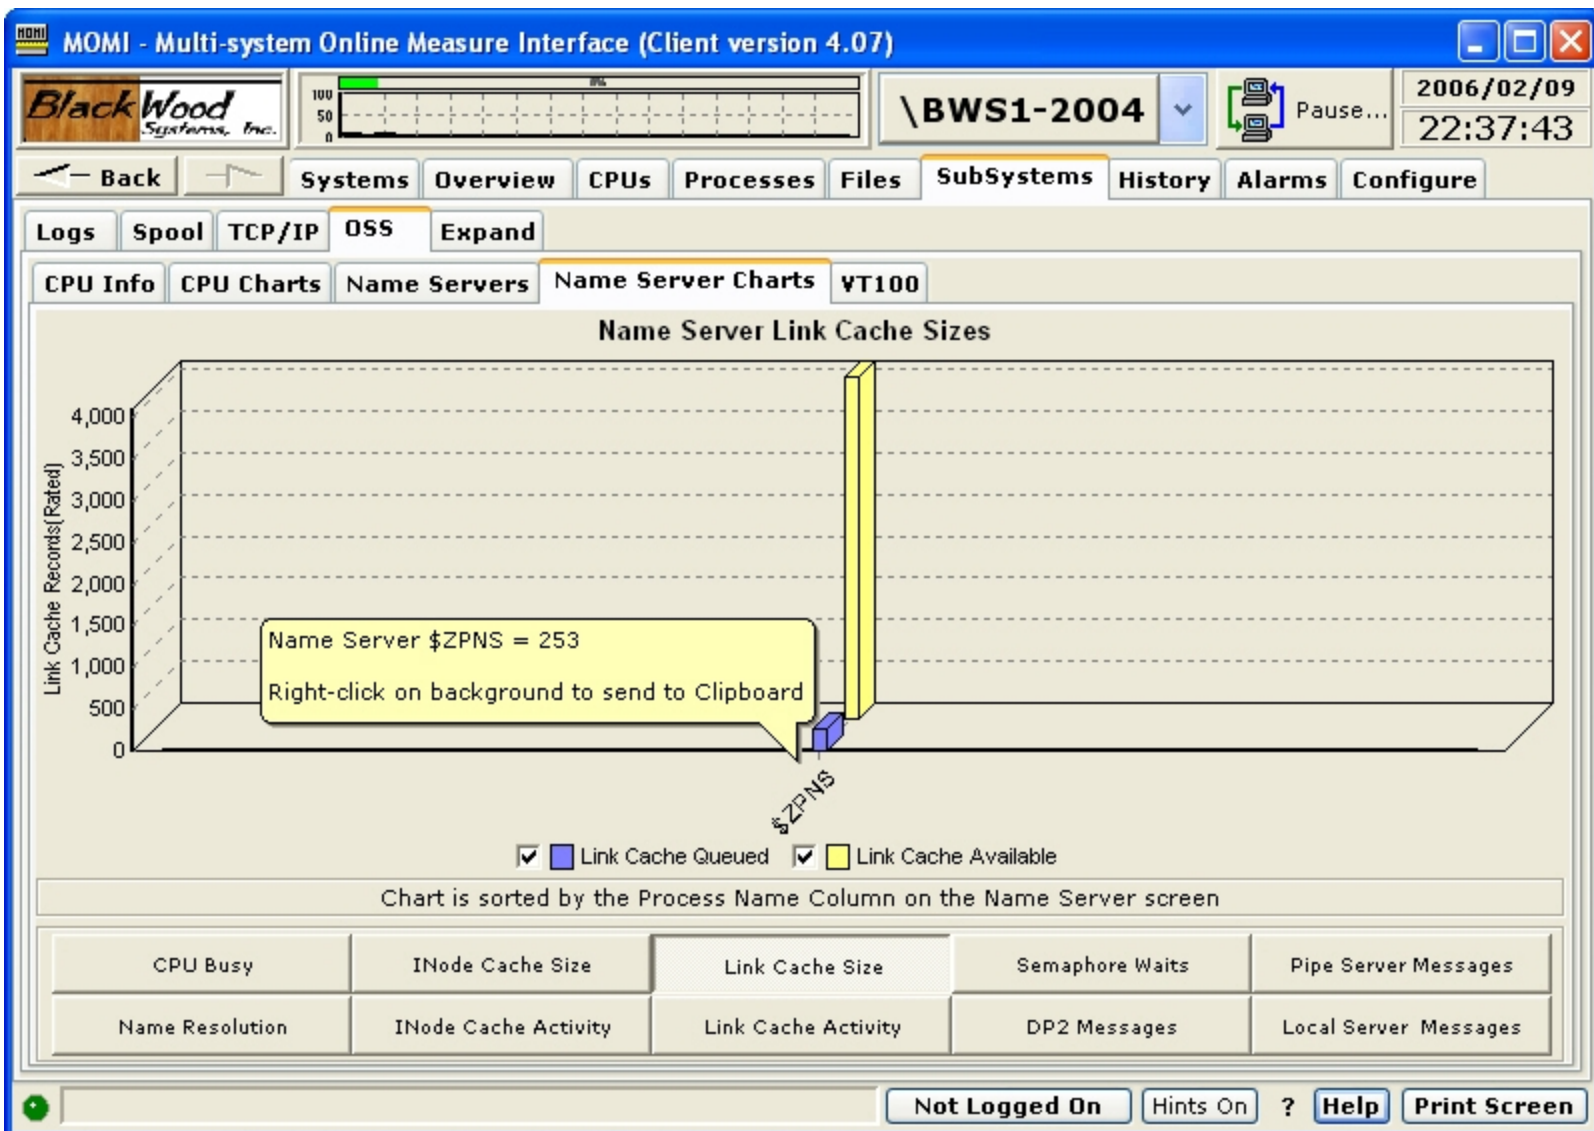 MOMI MOMI - Multi-system Online Measure Interface (Client version 4.07)
BlackWood Systems, Inc.
0%
100
50
0
\BWS1-2004
Pause...
2006/02/09
22:37:43
Back Systems Overview CPUs Processes Files SubSystems History Alarms Configure
Logs Spool TCP/IP OSS Expand
CPU Info CPU Charts Name Servers Name Server Charts VT100
Name Server Link Cache Sizes
Link Cache Records(Rated)
4,000
3,500
3,000
2,500
2,000
1,500
1,000
500
0
Name Server $ZPNS = 253
Right-click on background to send to Clipboard
$ZPNS
Link Cache Queued Link Cache Available
Chart is sorted by the Process Name Column on the Name Server screen
CPU Busy INode Cache Size Link Cache Size Semaphore Waits Pipe Server Messages
Name Resolution INode Cache Activity Link Cache Activity DP2 Messages Local Server Messages
Not Logged On Hints On ? Help Print Screen